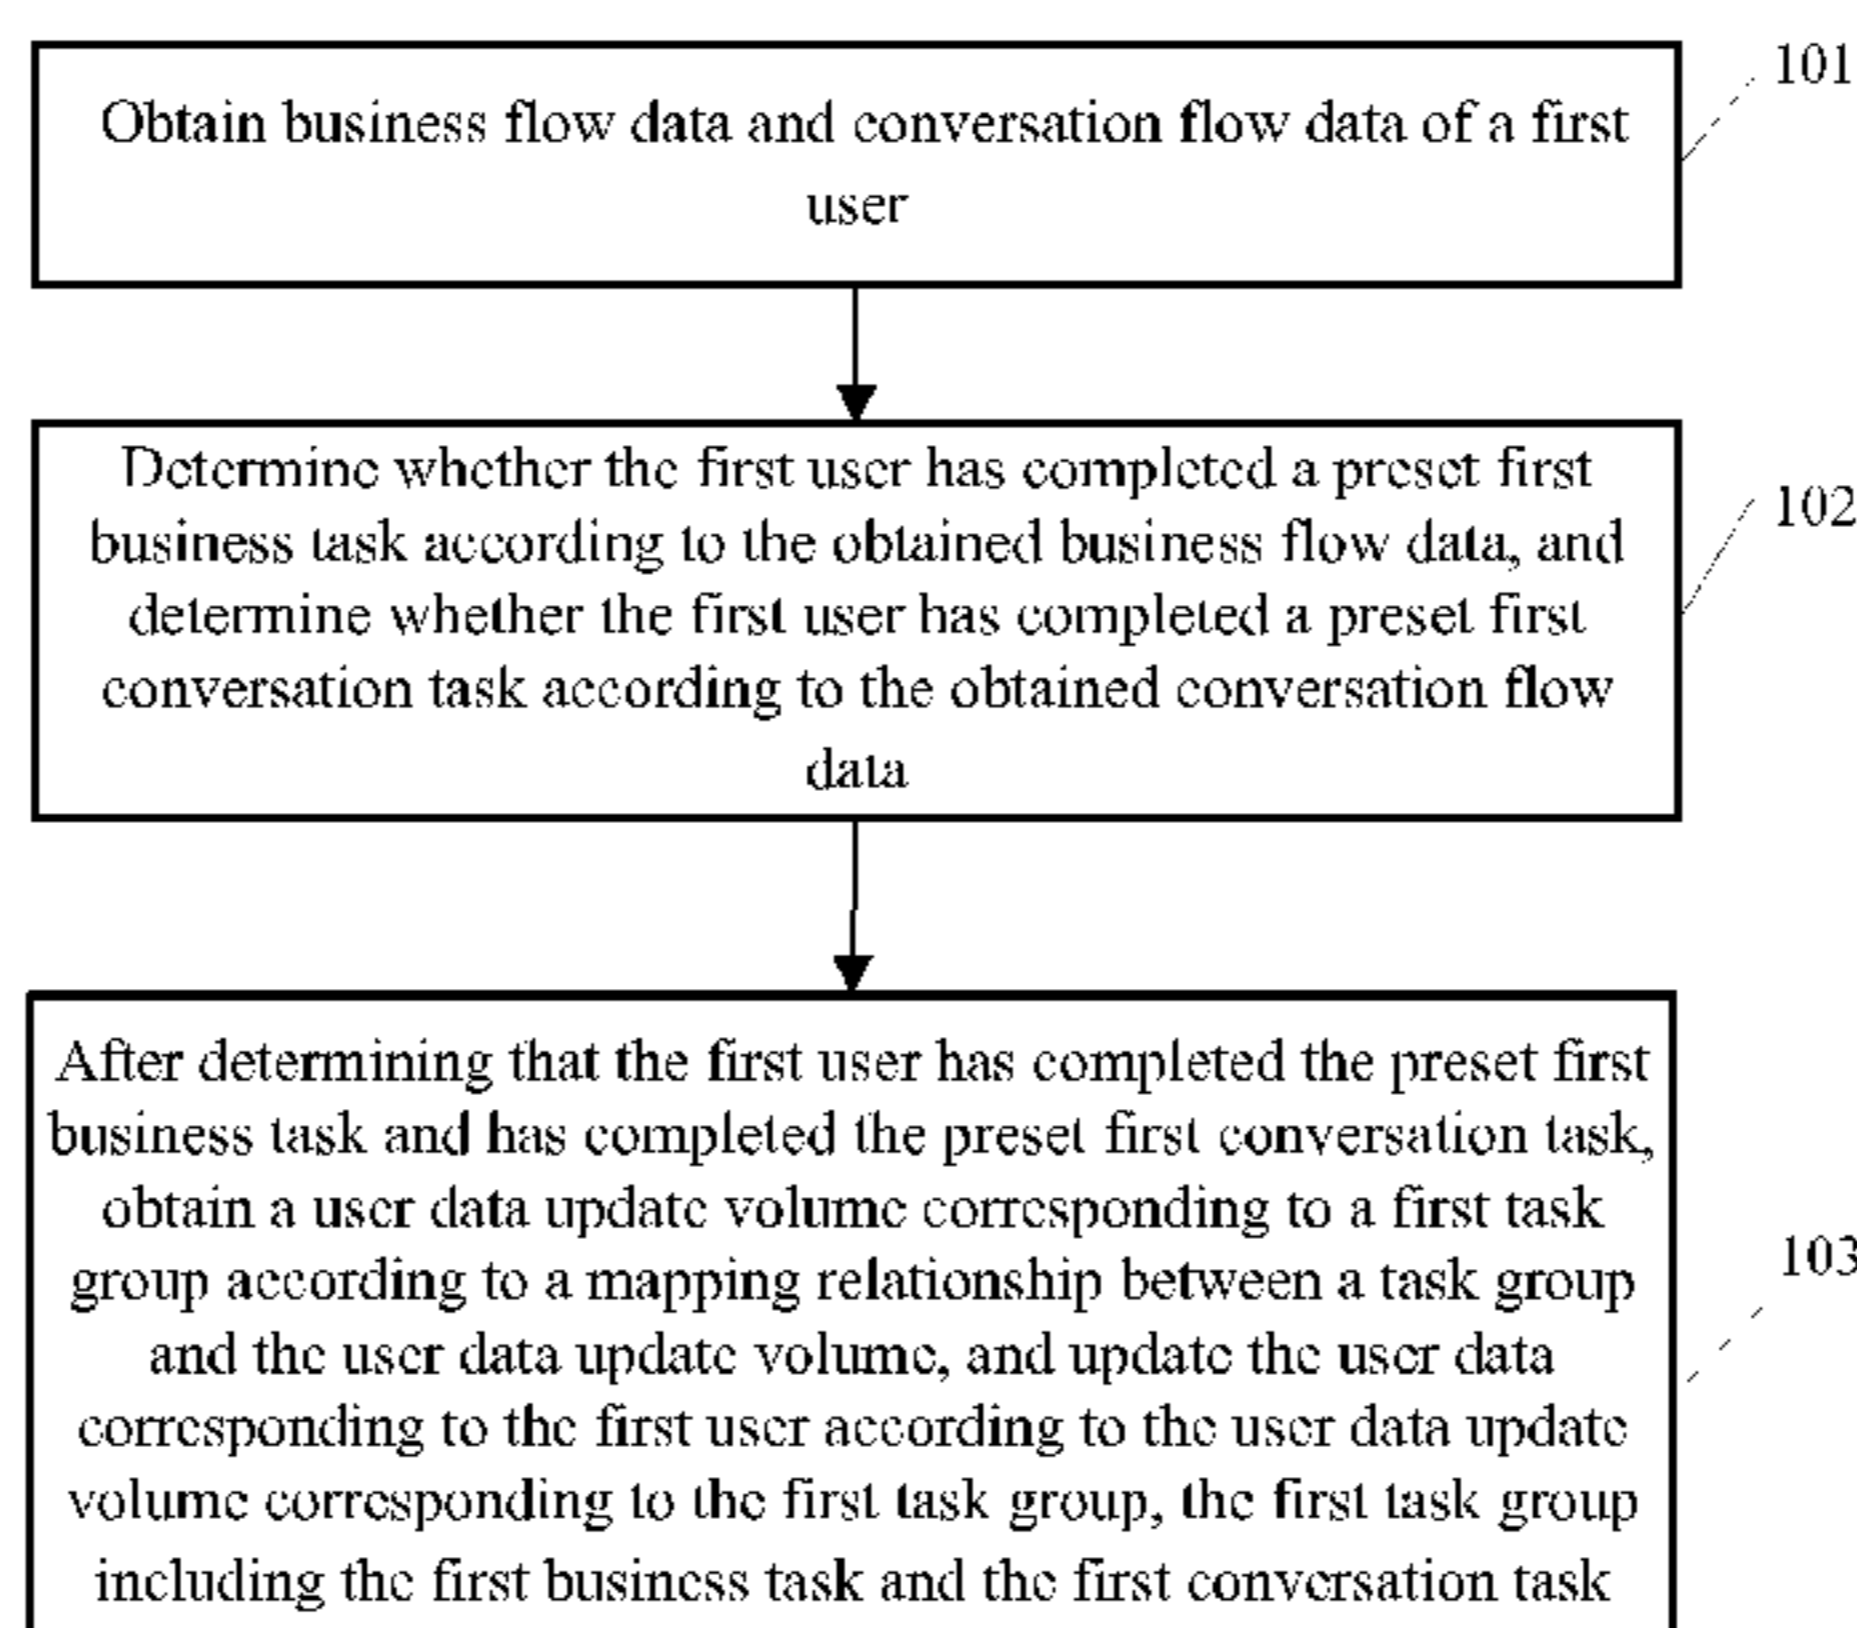 101
Obtain business flow data and conversation flow data of a first
user
102
Determine whether the first user has completed a preset first
business task according to the obtained business flow data, and
determine whether the first user has completed a preset first
conversation task according to the obtained conversation flow
data
103
After determining that the first user has completed the preset first
business task and has completed the preset first conversation task,
obtain a user data update volume corresponding to a first task
group according to a mapping relationship between a task group
and the user data update volume, and update the user data
corresponding to the first user according to the user data update
volume corresponding to the first task group, the first task group
including the first business task and the first conversation task